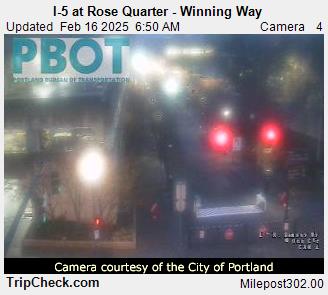 I-5 at Rose Quarter - Winning Way
Updated Feb 16 2025 6:50 AM Camera 4
PBOT
PORTLAND BUREAU OF TRANSPORTATION
Camera courtesy of the City of Portland
TripCheck.com Milepost302.00